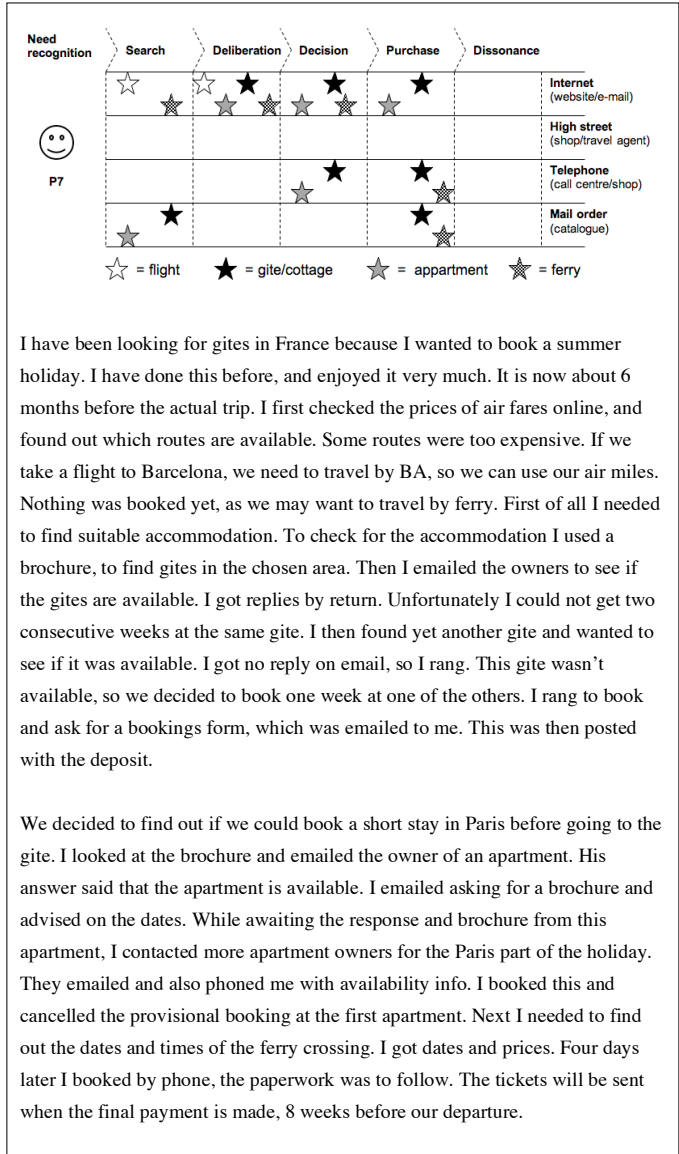 Need recognition
Search
Deliberation
Decision
Purchase
Dissonance
Internet
(website/e-mail)
High street
(shop/travel agent)
P7
Telephone
(call centre/shop)
Mail order
(catalogue)
= flight
= gite/cottage
= appartment
= ferry
I have been looking for gites in France because I wanted to book a summer
holiday. I have done this before, and enjoyed it very much. It is now about 6
months before the actual trip. I first checked the prices of air fares online, and
found out which routes are available. Some routes were too expensive. If we
take a flight to Barcelona, we need to travel by BA, so we can use our air miles.
Nothing was booked yet, as we may want to travel by ferry. First of all I needed
to find suitable accommodation. To check for the accommodation I used a
brochure, to find gites in the chosen area. Then I emailed the owners to see if
the gites are available. I got replies by return. Unfortunately I could not get two
consecutive weeks at the same gite. I then found yet another gite and wanted to
see if it was available. I got no reply on email, so I rang. This gite wasn't
available, so we decided to book one week at one of the others. I rang to book
and ask for a bookings form, which was emailed to me. This was then posted
with the deposit.
We decided to find out if we could book a short stay in Paris before going to the
gite. I looked at the brochure and emailed the owner of an apartment. His
answer said that the apartment is available. I emailed asking for a brochure and
advised on the dates. While awaiting the response and brochure from this
apartment, I contacted more apartment owners for the Paris part of the holiday.
They emailed and also phoned me with availability info. I booked this and
cancelled the provisional booking at the first apartment. Next I needed to find
out the dates and times of the ferry crossing. I got dates and prices. Four days
later I booked by phone, the paperwork was to follow. The tickets will be sent
when the final payment is made, 8 weeks before our departure.